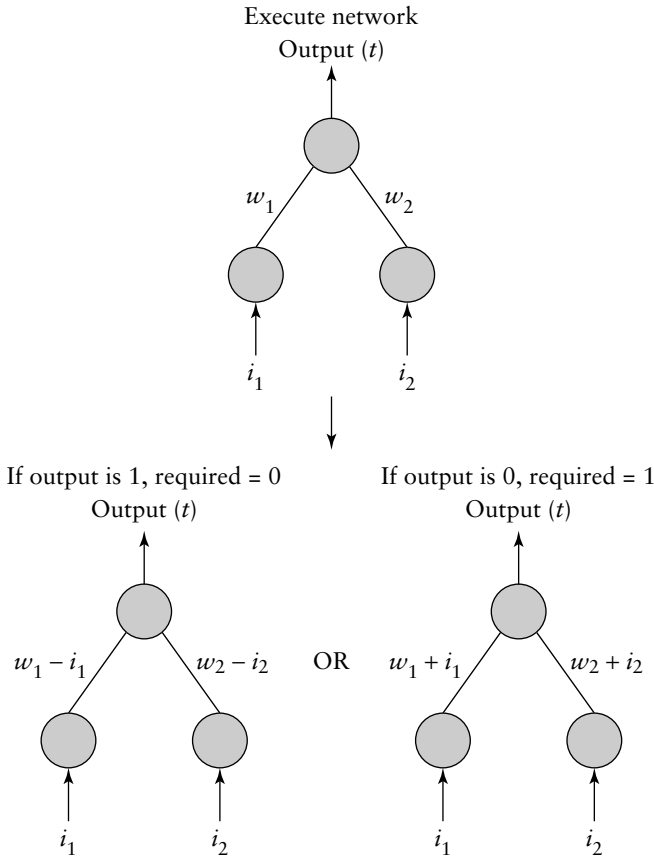 Execute network
Output (t)
w₁ w₂
i₁ i₂
If output is 1, required = 0
Output (t)
w₁ – i₁ w₂ – i₂
i₁ i₂
OR
If output is 0, required = 1
Output (t)
w₁ + i₁ w₂ + i₂
i₁ i₂